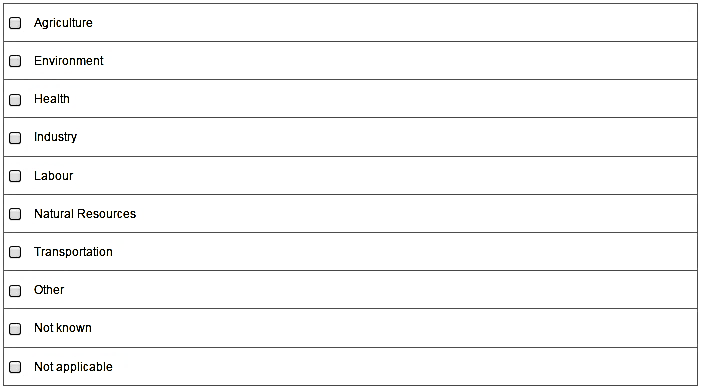 Agriculture
Environment
Health
Industry
Labour
Natural Resources
Transportation
Other
Not known
Not applicable